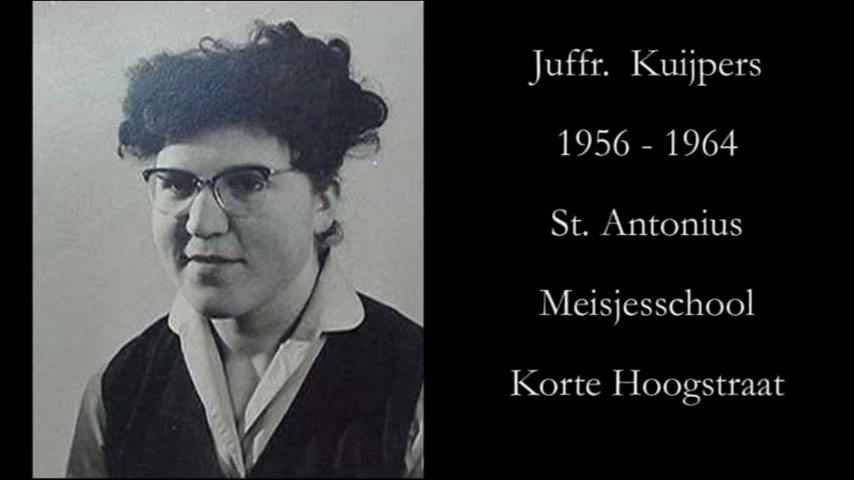 Juffr. Kuijpers
1956 - 1964
St. Antonius
Meisjesschool
Korte Hoogstraat